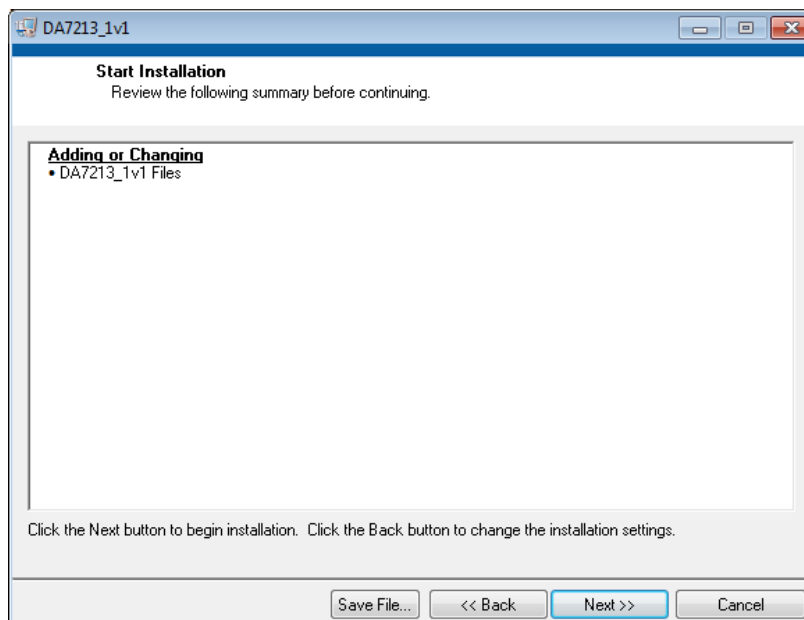 DA7213_1v1
Start Installation
Review the following summary before continuing.
Adding or Changing
• DA7213_1v1 Files
Click the Next button to begin installation.  Click the Back button to change the installation settings.
Save File... << Back Next >> Cancel